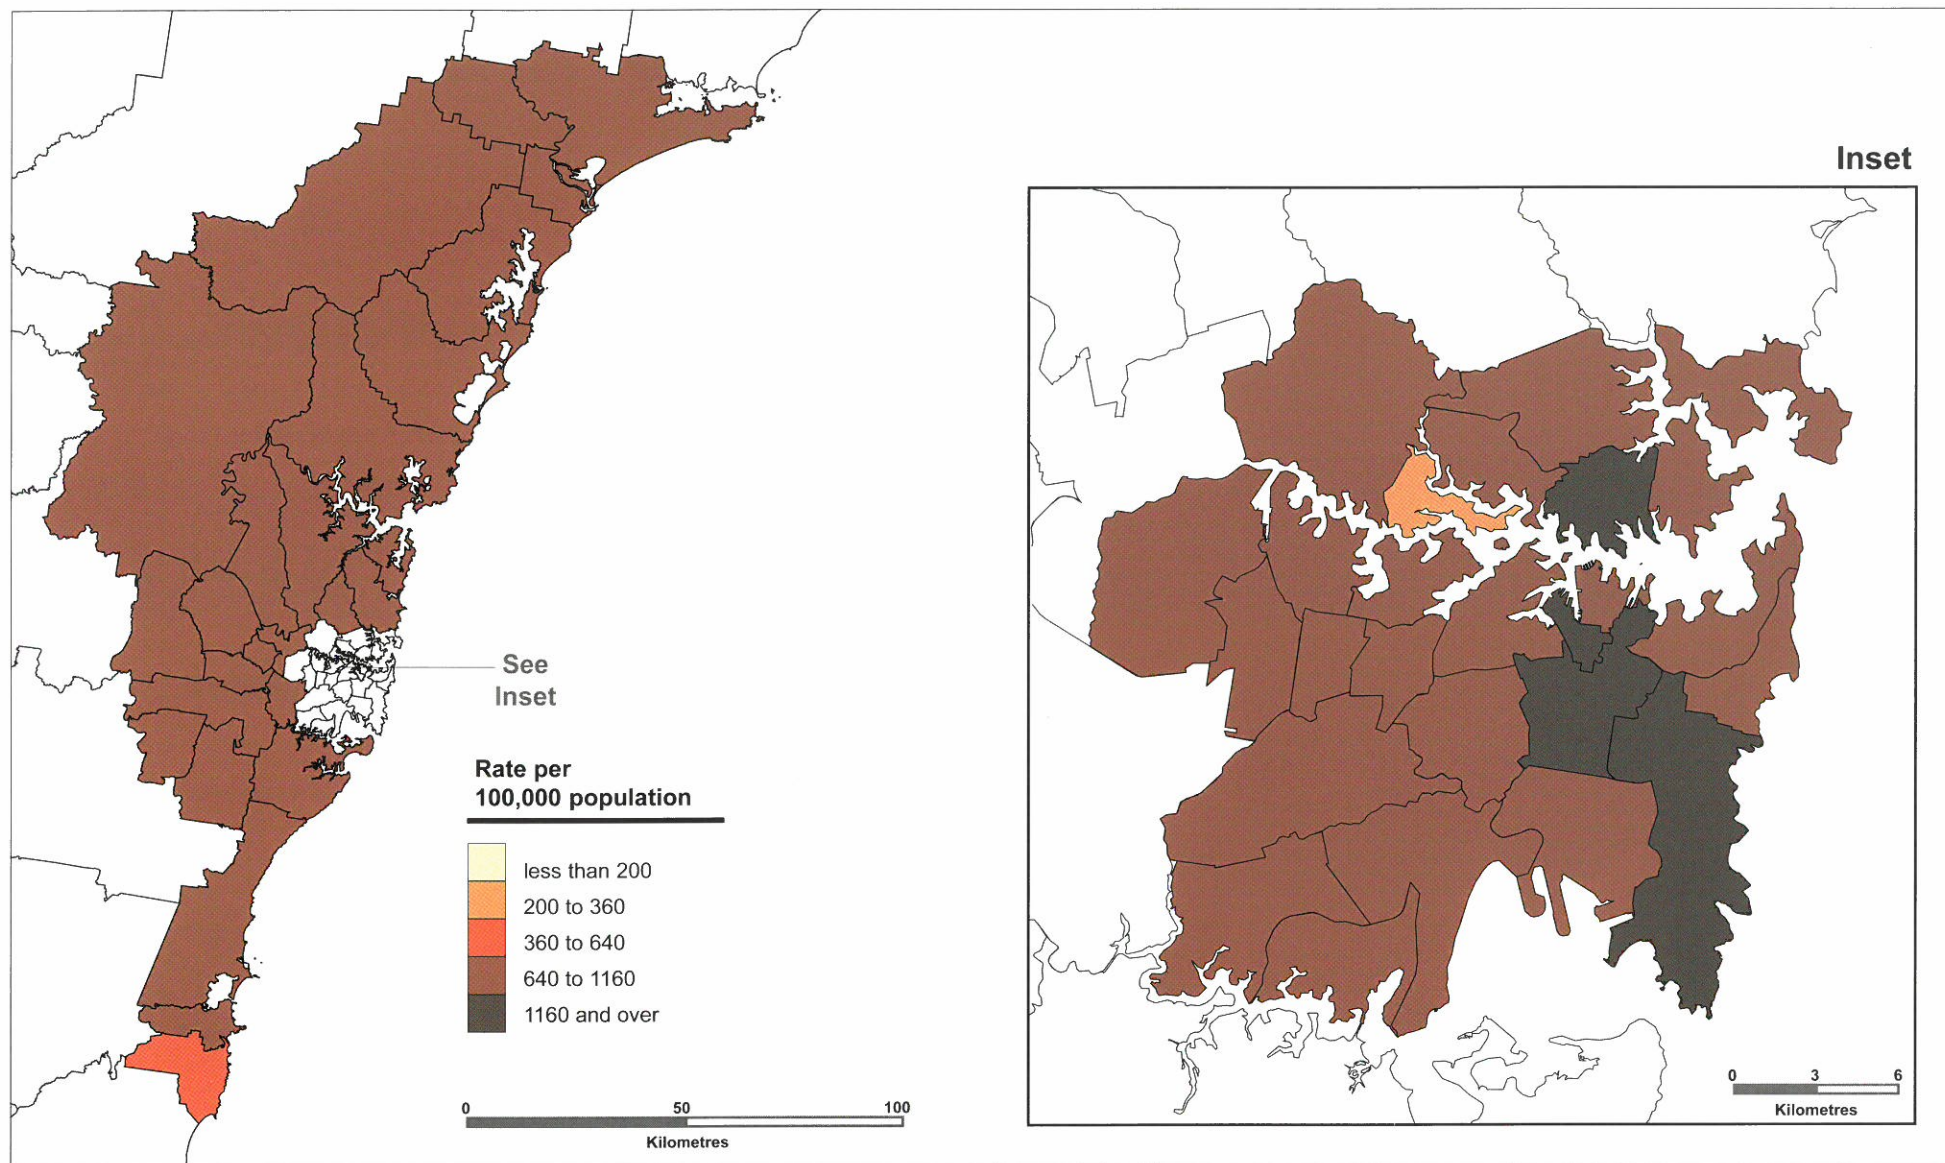 Inset
See
Inset
Rate per
100,000 population
less than 200
200 to 360
360 to 640
640 to 1160
1160 and over
0 50 100
Kilometres
0 3 6
Kilometres